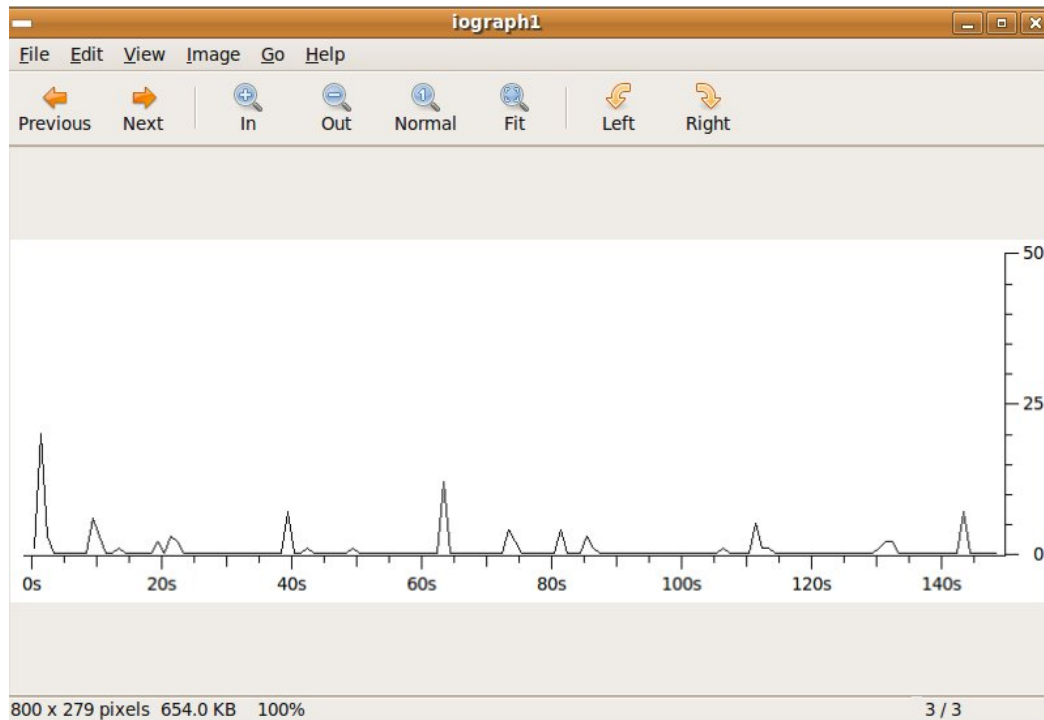 iograph1
File Edit View Image Go Help
Previous Next In Out Normal Fit Left Right
50
25
0
0s 20s 40s 60s 80s 100s 120s 140s
800 x 279 pixels 654.0 KB 100% 3 / 3